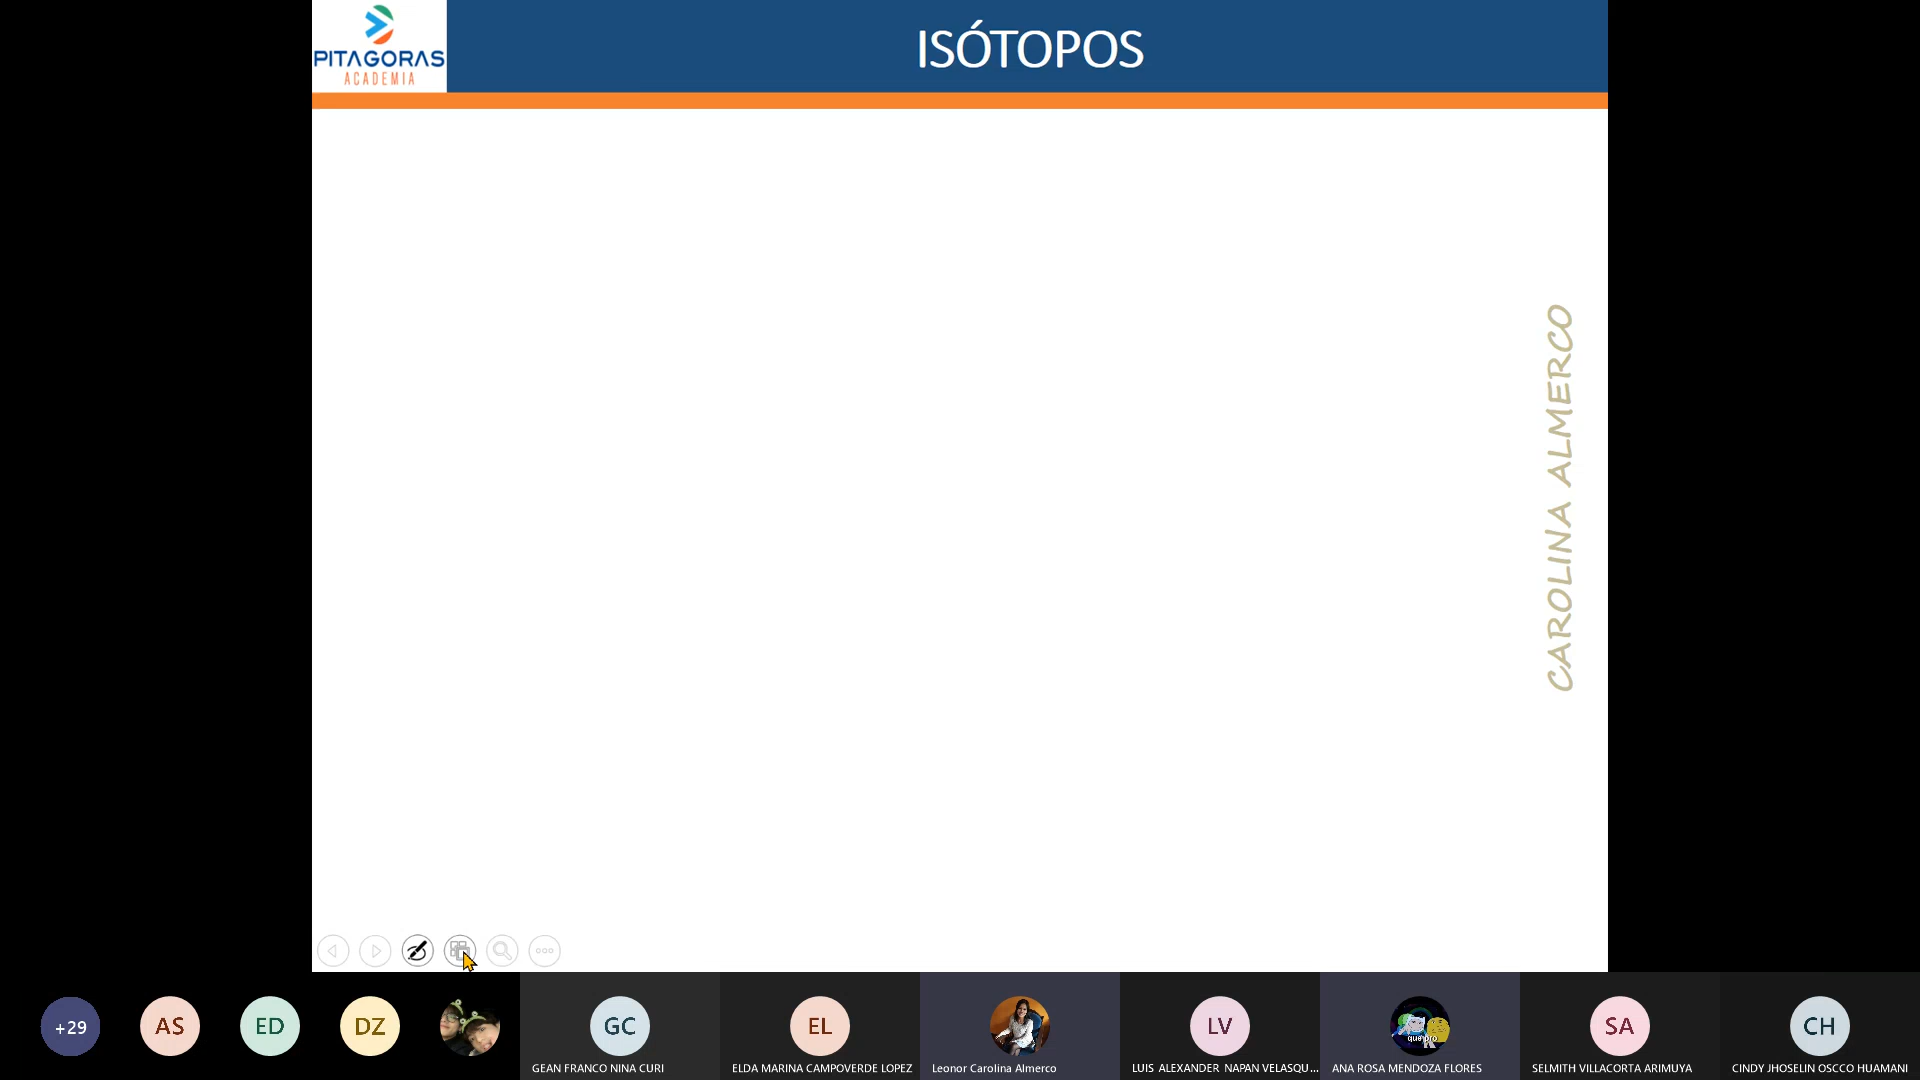 PITAGORAS
ACADEMIA
ISÓTOPOS
CAROLINA ALMERCO
+29
AS
ED
DZ
GC
GEAN FRANCO NINA CURI
EL
ELDA MARINA CAMPOVERDE LOPEZ
Leonor Carolina Almerco
LV
LUIS ALEXANDER NAPAN VELASQU...
que pro
ANA ROSA MENDOZA FLORES
SA
SELMITH VILLACORTA ARIMUYA
CH
CINDY JHOSELIN OSCCO HUAMANI